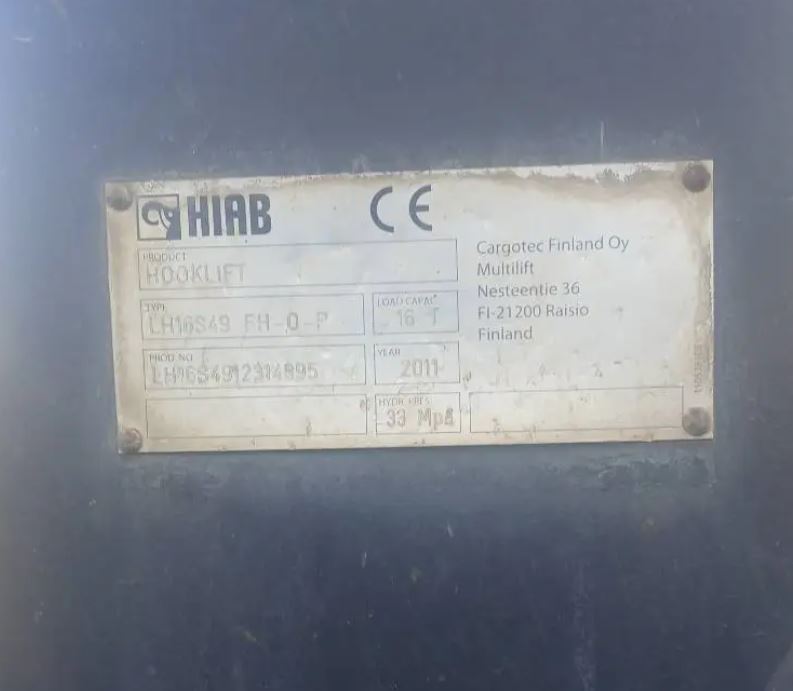 HIAB
CE
PRODUCT
HOOKLIFT
TYPE
LH16S49 FH-0-P
LOAD CAPAC
16 T
PROD NO
LH16S4912314895
YEAR
2011
HYDR PRES
33 MPa
Cargotec Finland Oy
Multilift
Nesteentie 36
FI-21200 Raisio
Finland